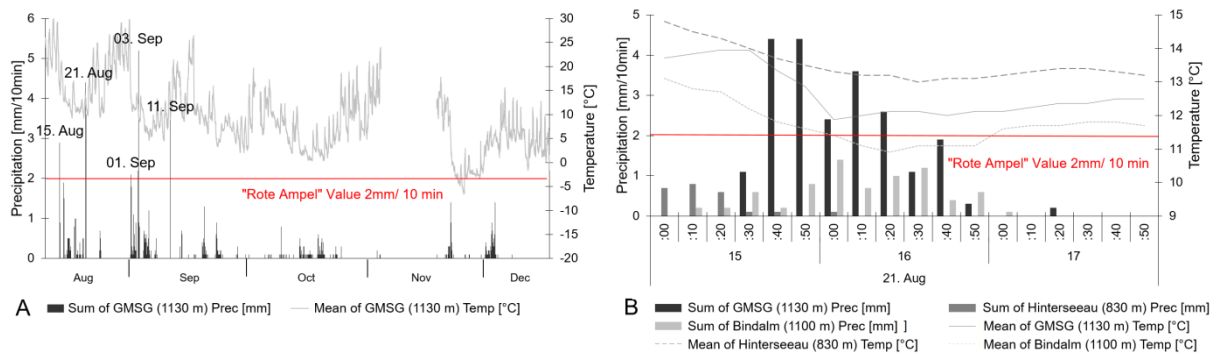 Precipitation [mm/10min]
6
5
4
3
2
1
0
30
25
20
15
10
5
0
-5
-10
-15
-20
Temperature [°C]
03. Sep
21. Aug
11. Sep
15. Aug
01. Sep
"Rote Ampel" Value 2mm/ 10 min
Aug Sep Oct Nov Dec
A
Sum of GMSG (1130 m) Prec [mm] Mean of GMSG (1130 m) Temp [°C]
Precipitation [mm/10min]
5
4
3
2
1
0
15
14
13
12
11
10
9
Temperature [°C]
"Rote Ampel" Value 2mm/ 10 min
:00 :10 :20 :30 :40 :50 :00 :10 :20 :30 :40 :50 :00 :10 :20 :30 :40 :50
15 16 17
21. Aug
B
Sum of GMSG (1130 m) Prec [mm] Sum of Hinterseeau (830 m) Prec [mm]
Sum of Bindalm (1100 m) Prec [mm] ] Mean of GMSG (1130 m) Temp [°C]
Mean of Hinterseeau (830 m) Temp [°C] Mean of Bindalm (1100 m) Temp [°C]